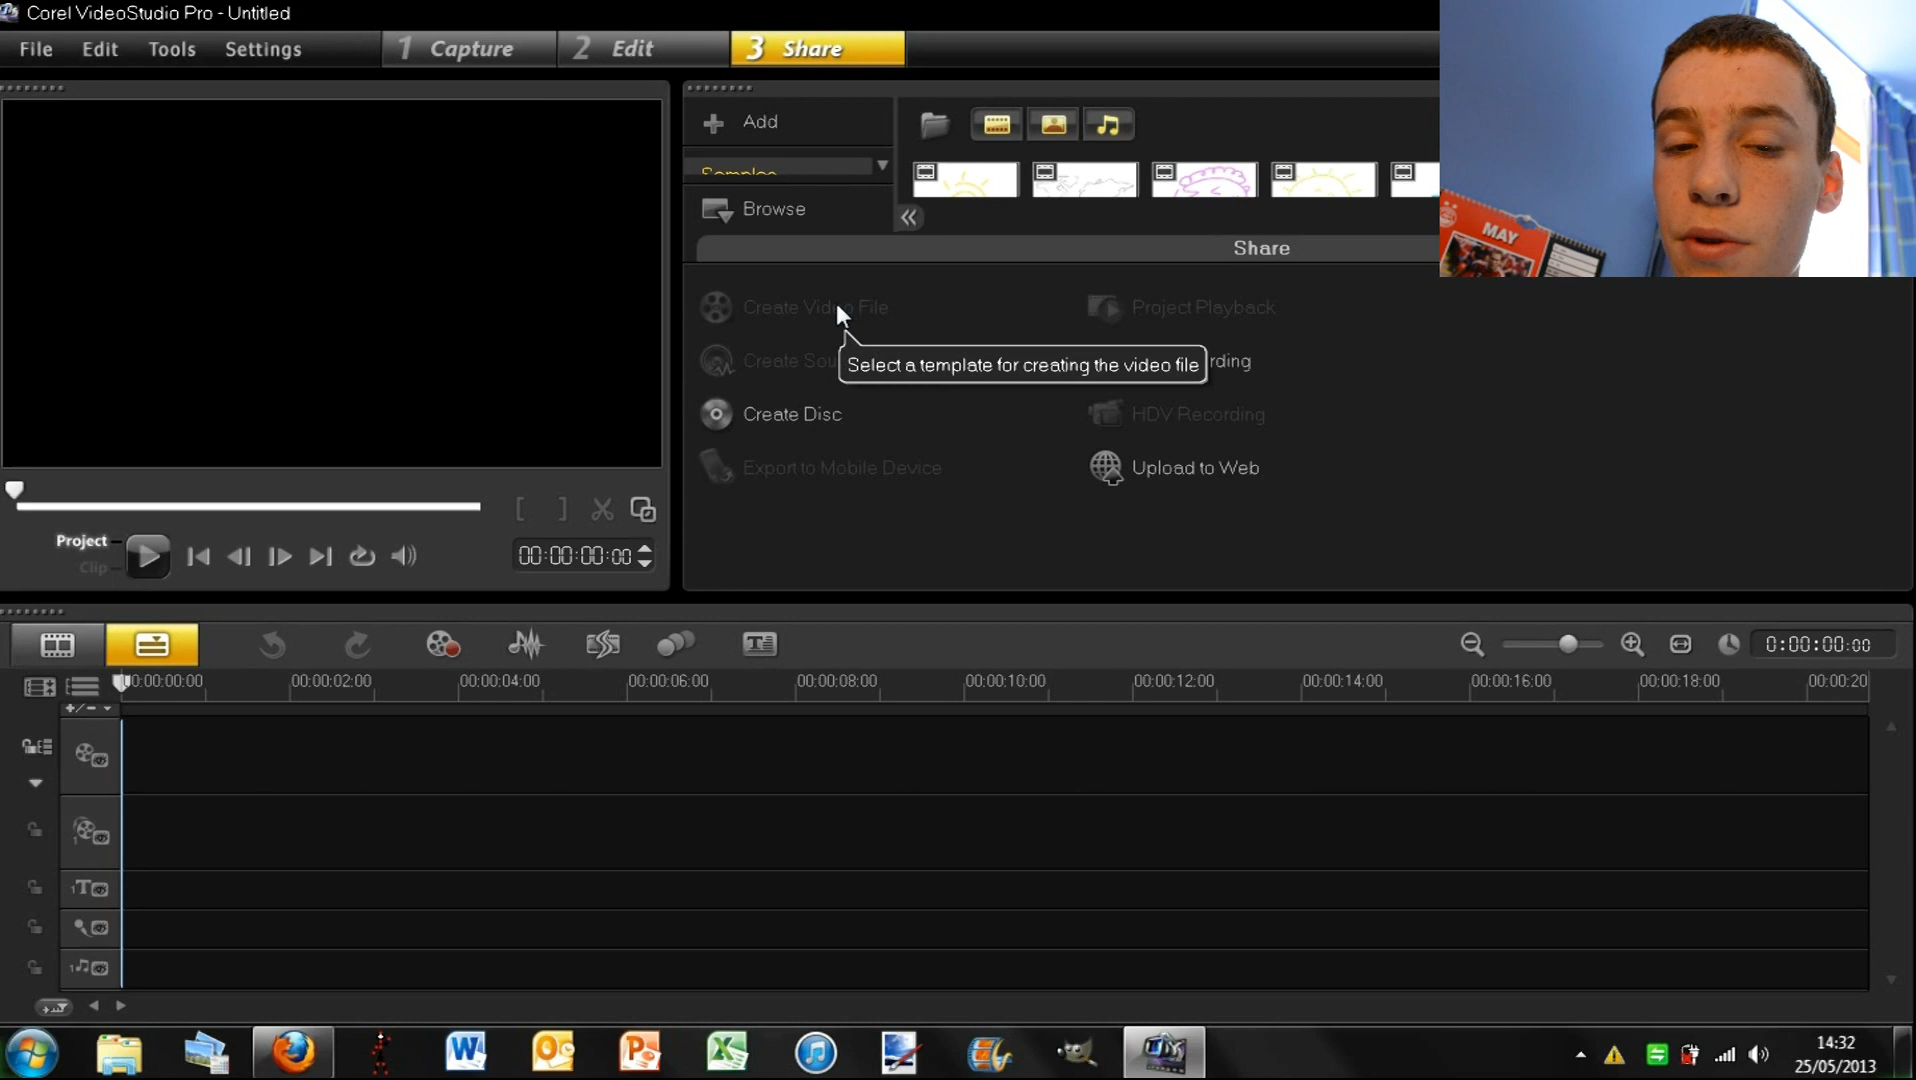 Corel VideoStudio Pro - Untitled
File Edit Tools Settings 1 Capture 2 Edit 3 Share
Add
Samples
Browse
Share
MAY
Create Video File Project Playback
Select a template for creating the video file
Create Sou rding
Create Disc HDV Recording
Export to Mobile Device Upload to Web
Project
Clip
00:00:00:00
0:00:00:00
00:00:00:00 00:00:02:00 00:00:04:00 00:00:06:00 00:00:08:00 00:00:10:00 00:00:12:00 00:00:14:00 00:00:16:00 00:00:18:00 00:00:20
14:32
25/05/2013